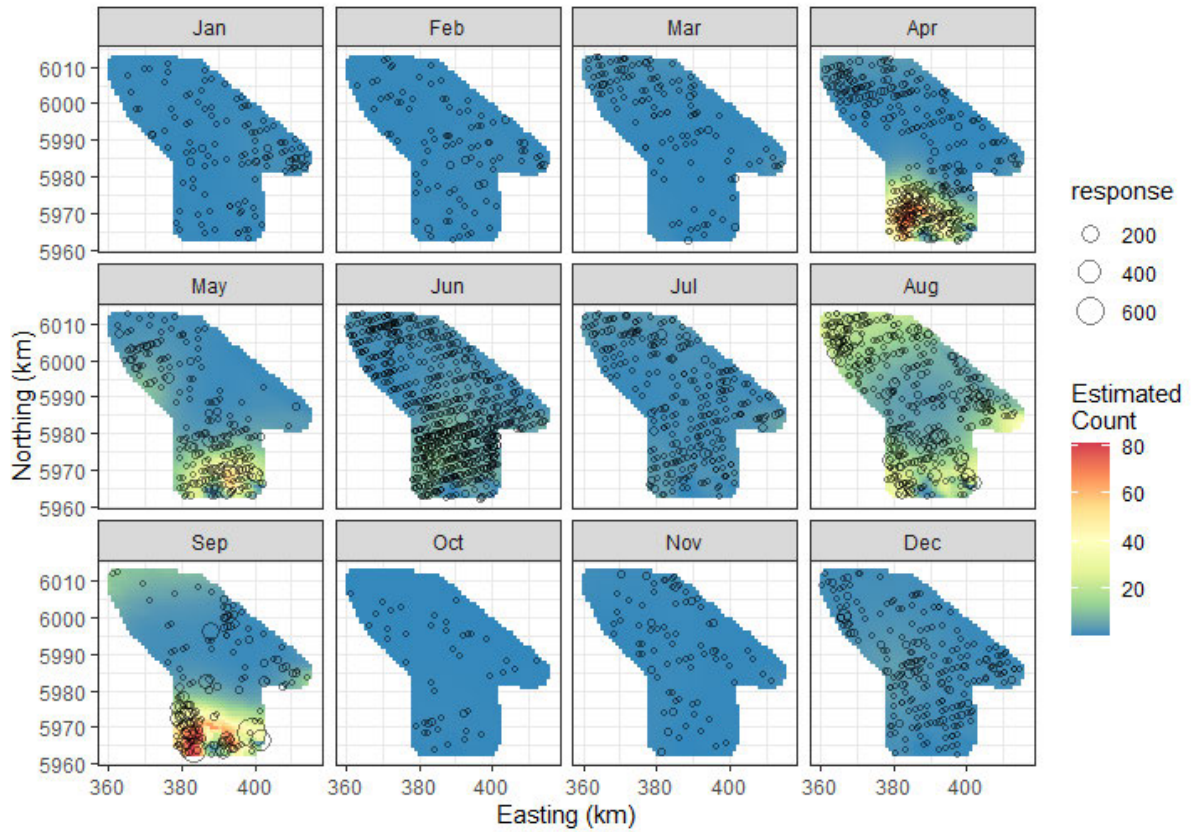 Jan Feb Mar Apr
6010
6000
5990
5980
5970
5960
response
200
400
600
May Jun Jul Aug
6010
6000
5990
5980
5970
5960
Northing (km)
Estimated
Count
80
60
40
20
Sep Oct Nov Dec
6010
6000
5990
5980
5970
5960
360 380 400 360 380 400 360 380 400 360 380 400
Easting (km)